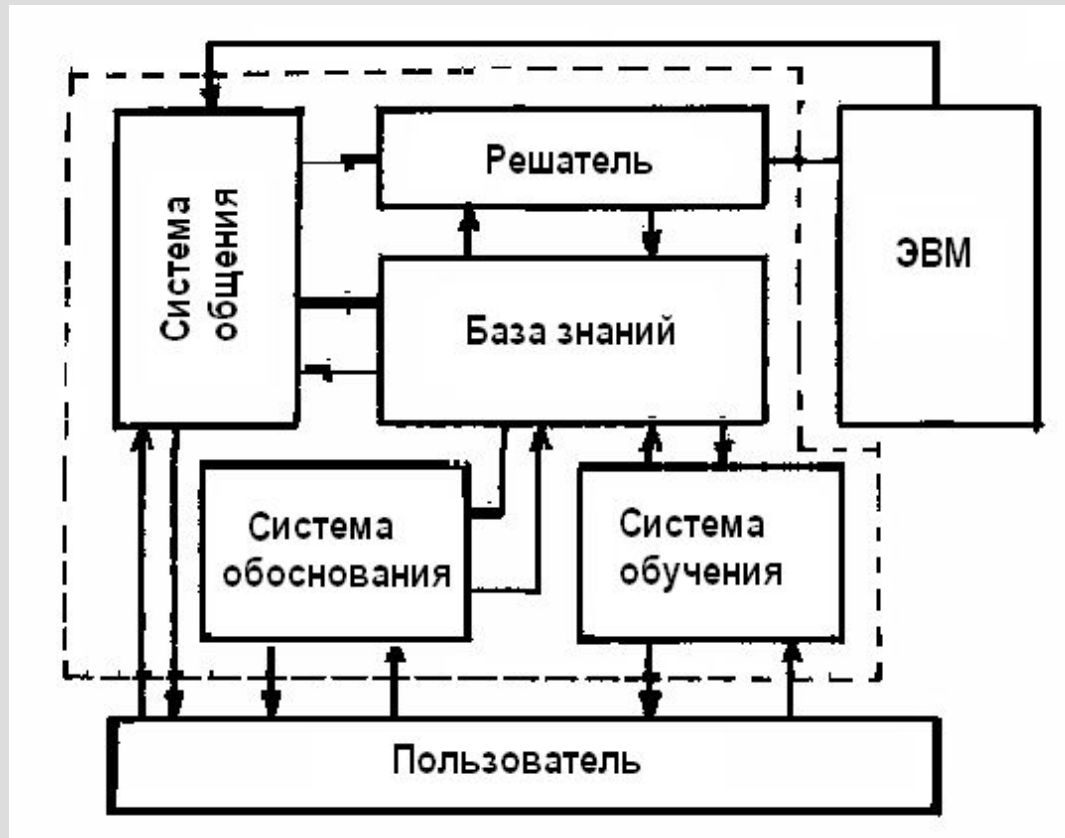 Решатель
Система
общения
ЭВМ
База знаний
Система
обоснования
Система
обучения
Пользователь